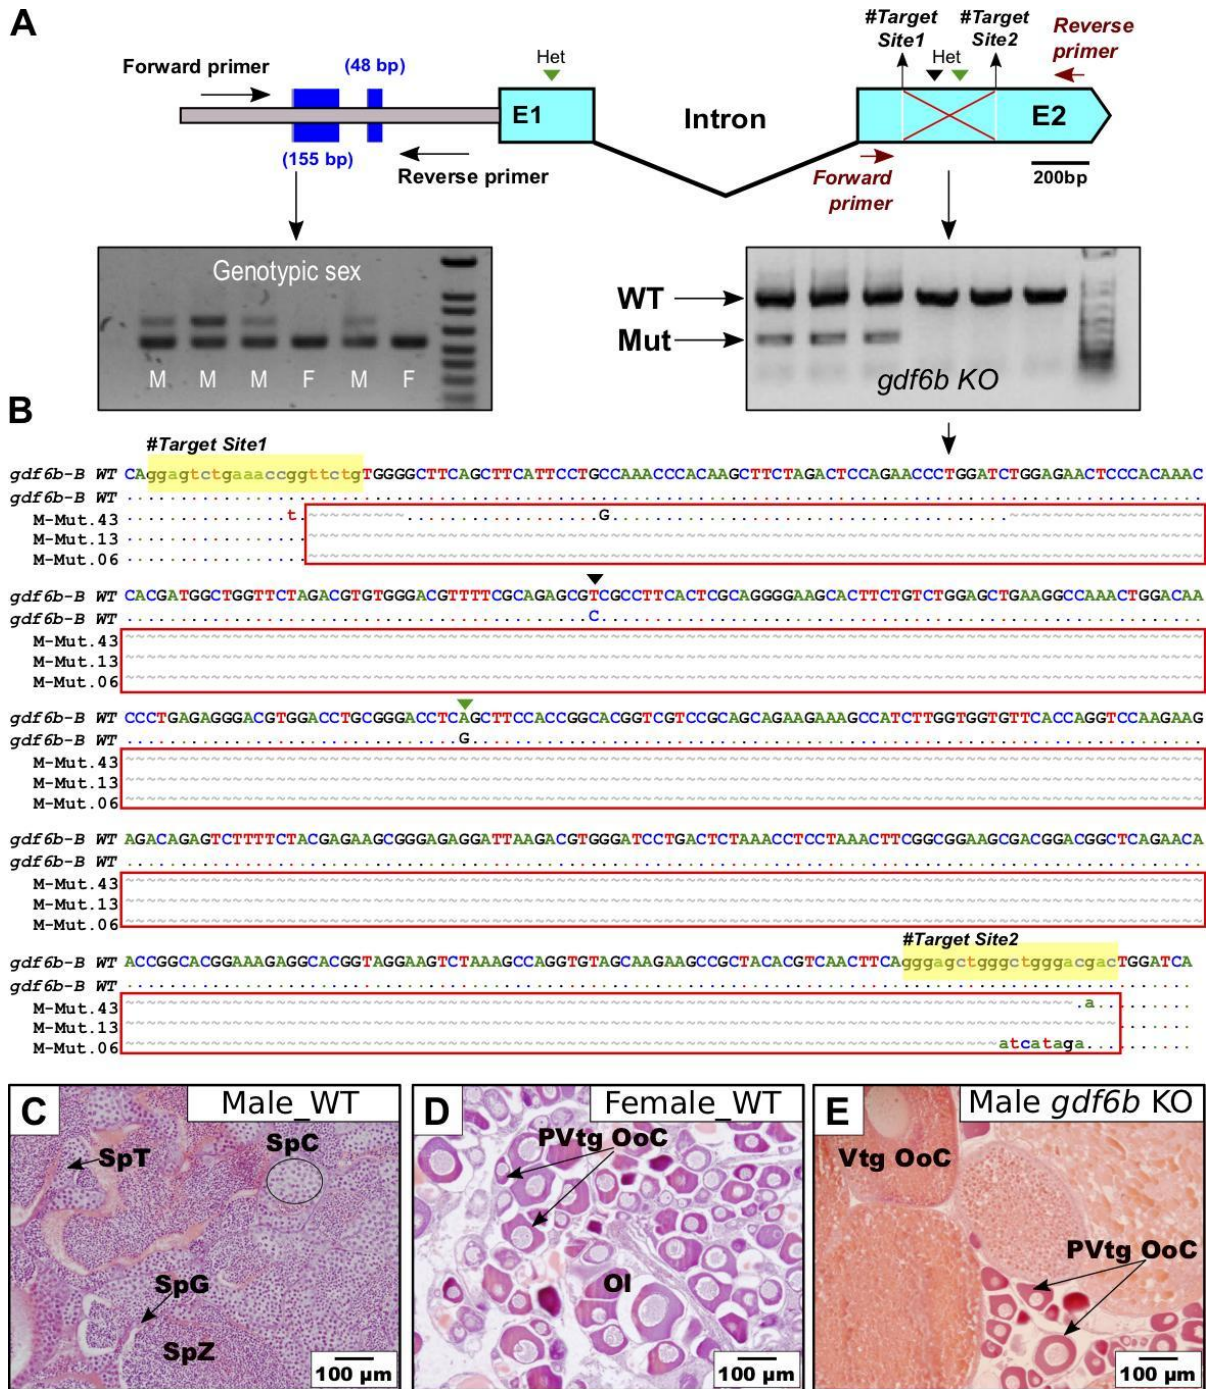 A
#Target Site1
#Target Site2
Reverse primer
Het
Het
Forward primer
(48 bp)
E1
Intron
E2
(155 bp)
Reverse primer
Forward primer
200bp
Genotypic sex
M M M F M F
WT
Mut
gdf6b KO
B
#Target Site1
gdf6b-B WT CAggagtctgaaaccggttctgTGGGGCTTCAGCTTCATTCCTGCCAAACCCACAAGCTTCTAGACTCCAGAACCCTGGATCTGGAGAACTCCCACAAAC
gdf6b-B WT
M-Mut.43 t G
M-Mut.13
M-Mut.06
gdf6b-B WT CACGATGGCTGGTTCTAGACGTGTGGGACGTTTTCGCAGAGCGTCGCCTTCACTCGCAGGGGAAGCACTTCTGTCTGGAGCTGAAGGCCAAACTGGACAA
gdf6b-B WT C
M-Mut.43
M-Mut.13
M-Mut.06
gdf6b-B WT CCCTGAGAGGGACGTGGACCTGCGGGACCTCAGCTTCCACCGGCACGGTCGTCCGCAGCAGAAGAAAGCCATCTTGGTGGTGTTCACCAGGTCCAAGAAG
gdf6b-B WT G
M-Mut.43
M-Mut.13
M-Mut.06
gdf6b-B WT AGACAGAGTCTTTTCTACGAGAAGCGGGAGAGGATTAAGACGTGGGATCCTGACTCTAAACCTCCTAAACTTCGGCGGAAGCGACGGACGGCTCAGAACA
gdf6b-B WT
M-Mut.43
M-Mut.13
M-Mut.06
#Target Site2
gdf6b-B WT ACCGGCACGGAAAGAGGCACGGTAGGAAGTCTAAAGCCAGGTGTAGCAAGAAGCCGCTACACGTCAACTTCAgggagctgggctgggacgacTGGATCA
gdf6b-B WT
M-Mut.43 a
M-Mut.13
M-Mut.06 atcataga
C
Male_WT
SpT
SpC
SpG
SpZ
100 µm
D
Female_WT
PVtg OoC
OI
100 µm
E
Male gdf6b KO
Vtg OoC
PVtg OoC
100 µm